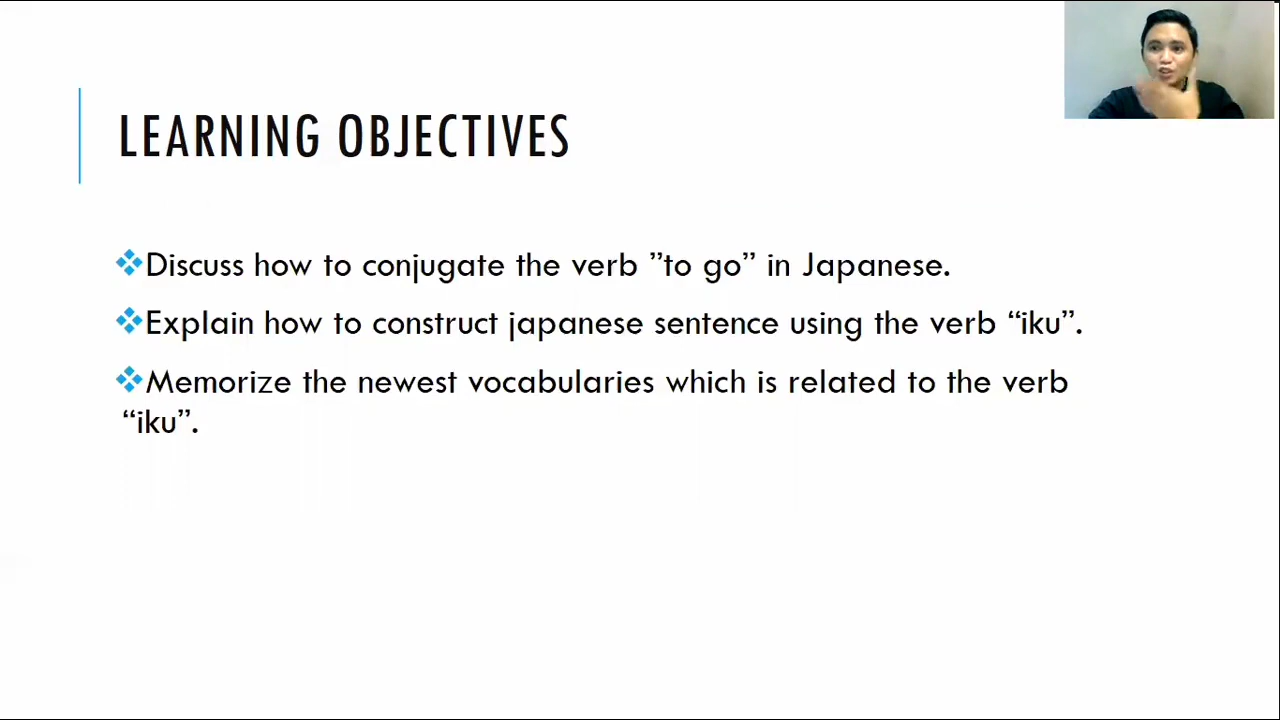 LEARNING OBJECTIVES
Discuss how to conjugate the verb ”to go” in Japanese.
Explain how to construct japanese sentence using the verb “iku”.
Memorize the newest vocabularies which is related to the verb
“iku”.